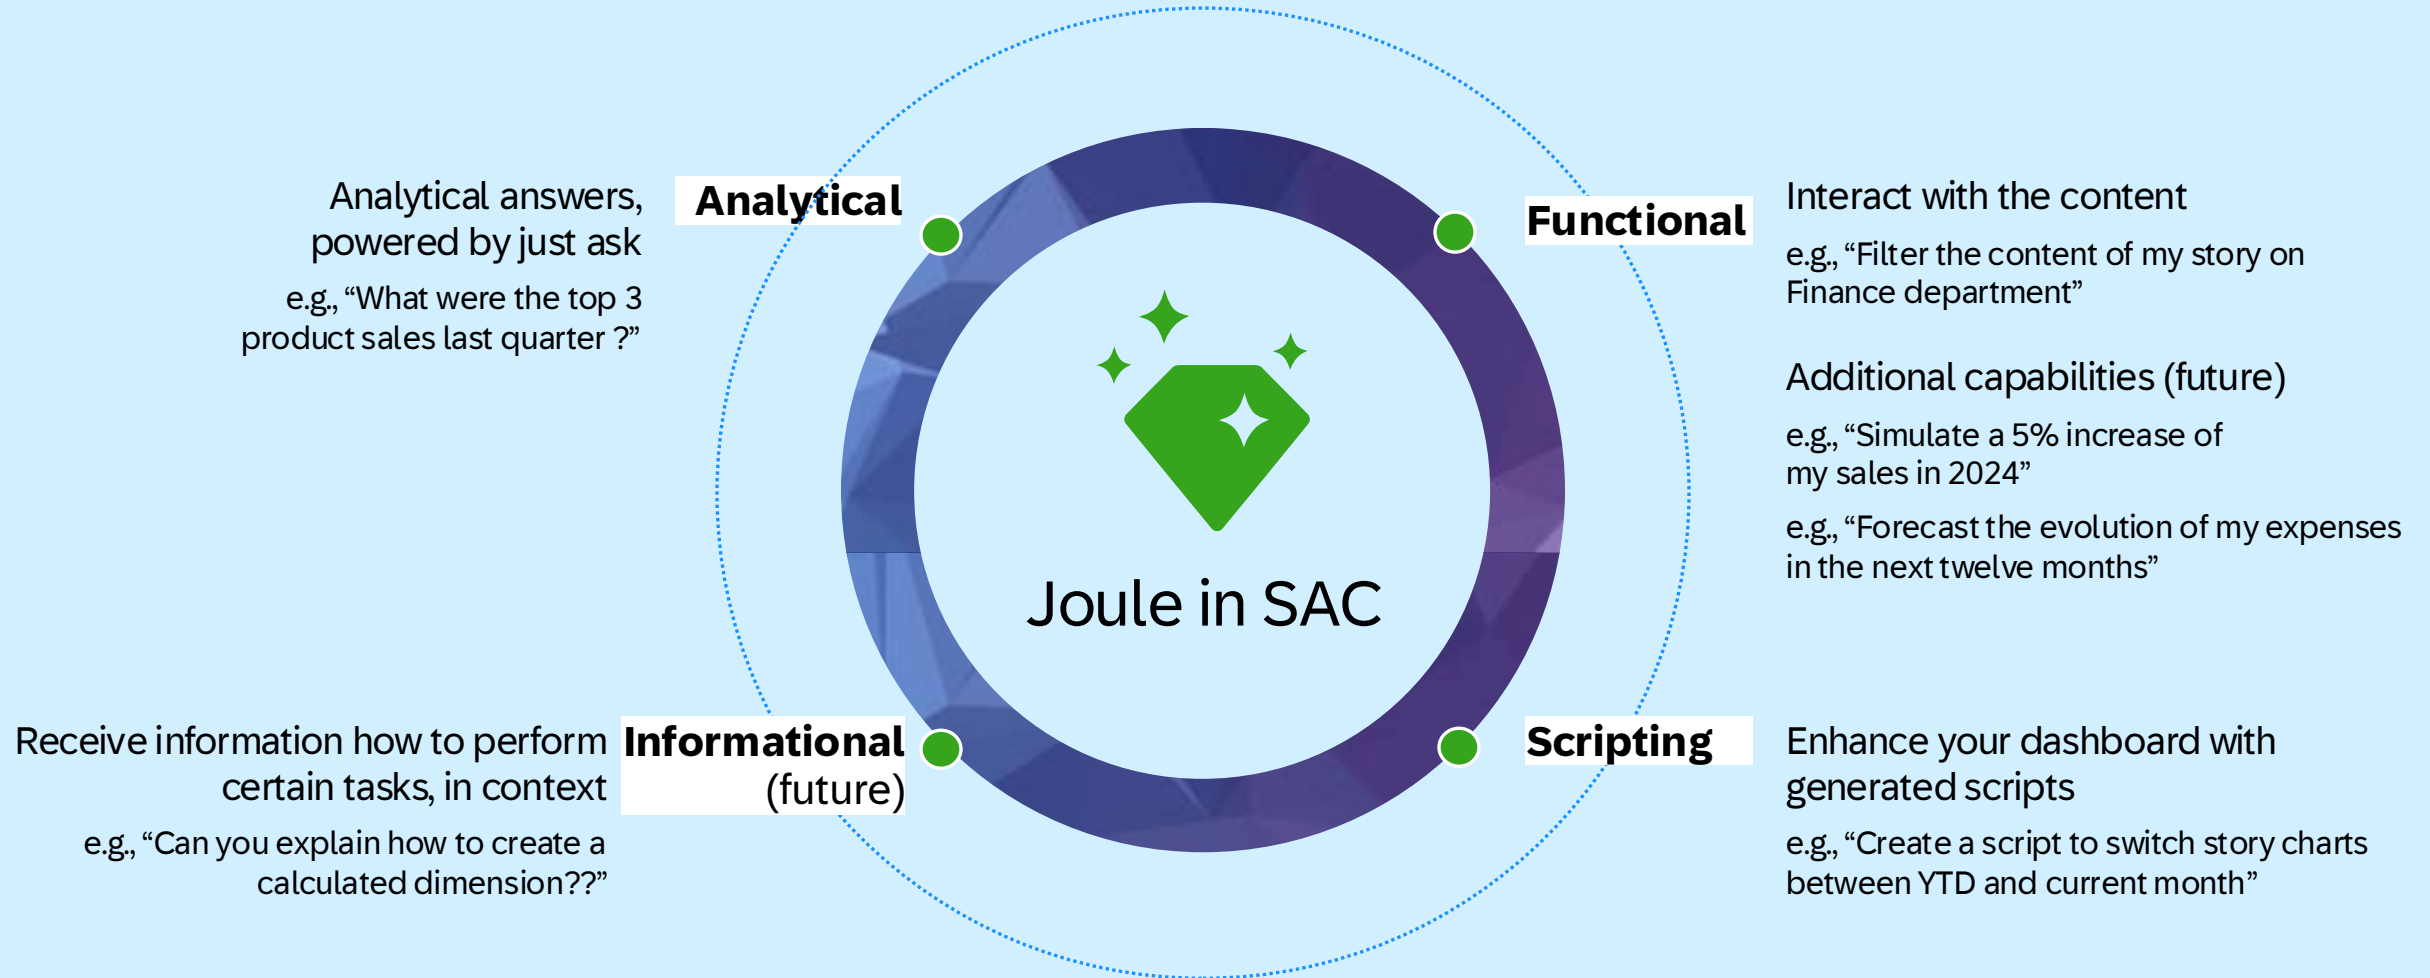 Analytical answers,
powered by just ask
e.g., “What were the top 3
product sales last quarter ?”
Analytical
Functional
Interact with the content
e.g., “Filter the content of my story on
Finance department”
Additional capabilities (future)
e.g., “Simulate a 5% increase of
my sales in 2024”
e.g., “Forecast the evolution of my expenses
in the next twelve months”
Joule in SAC
Receive information how to perform
certain tasks, in context
e.g., “Can you explain how to create a
calculated dimension??”
Informational
(future)
Scripting
Enhance your dashboard with
generated scripts
e.g., “Create a script to switch story charts
between YTD and current month”